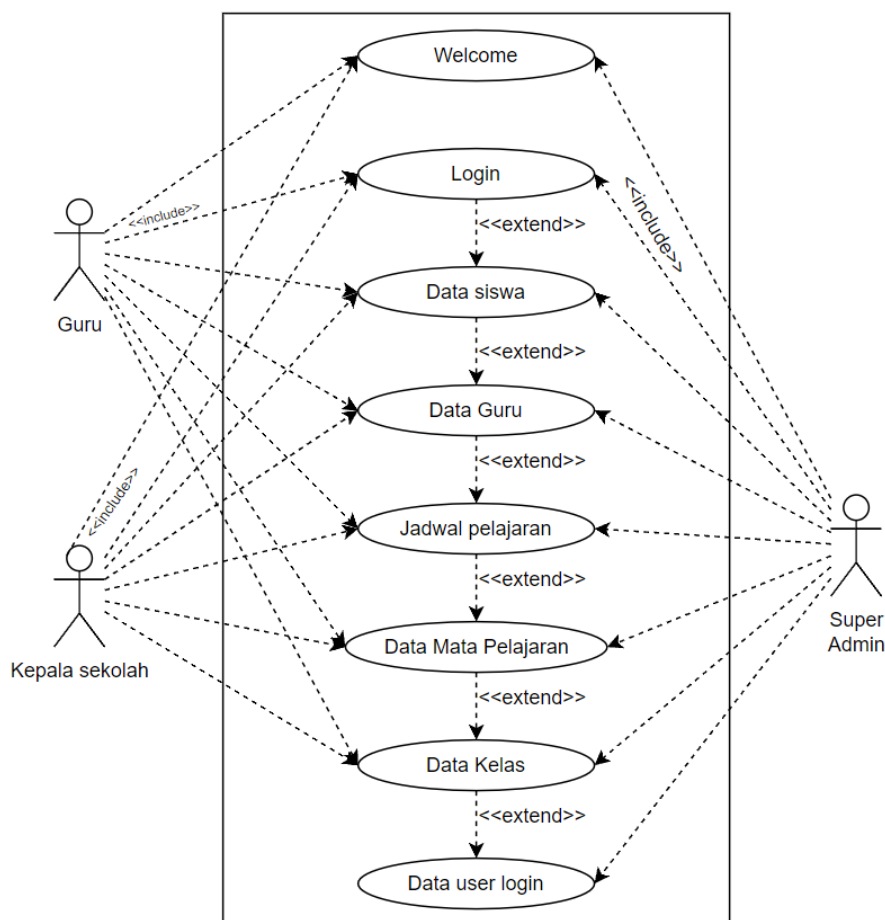 Welcome
Login
<<include>>
<<include>>
<<extend>>
Data siswa
Guru
<<extend>>
Data Guru
<<extend>>
<<include>>
Jadwal pelajaran
<<extend>>
Super
Admin
Data Mata Pelajaran
Kepala sekolah
<<extend>>
Data Kelas
<<extend>>
Data user login